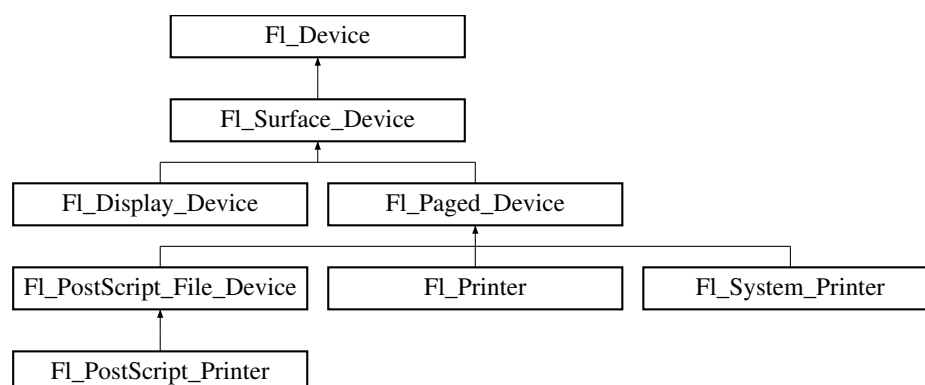 Fl_Device
Fl_Surface_Device
Fl_Display_Device
Fl_Paged_Device
Fl_PostScript_File_Device
Fl_Printer
Fl_System_Printer
Fl_PostScript_Printer